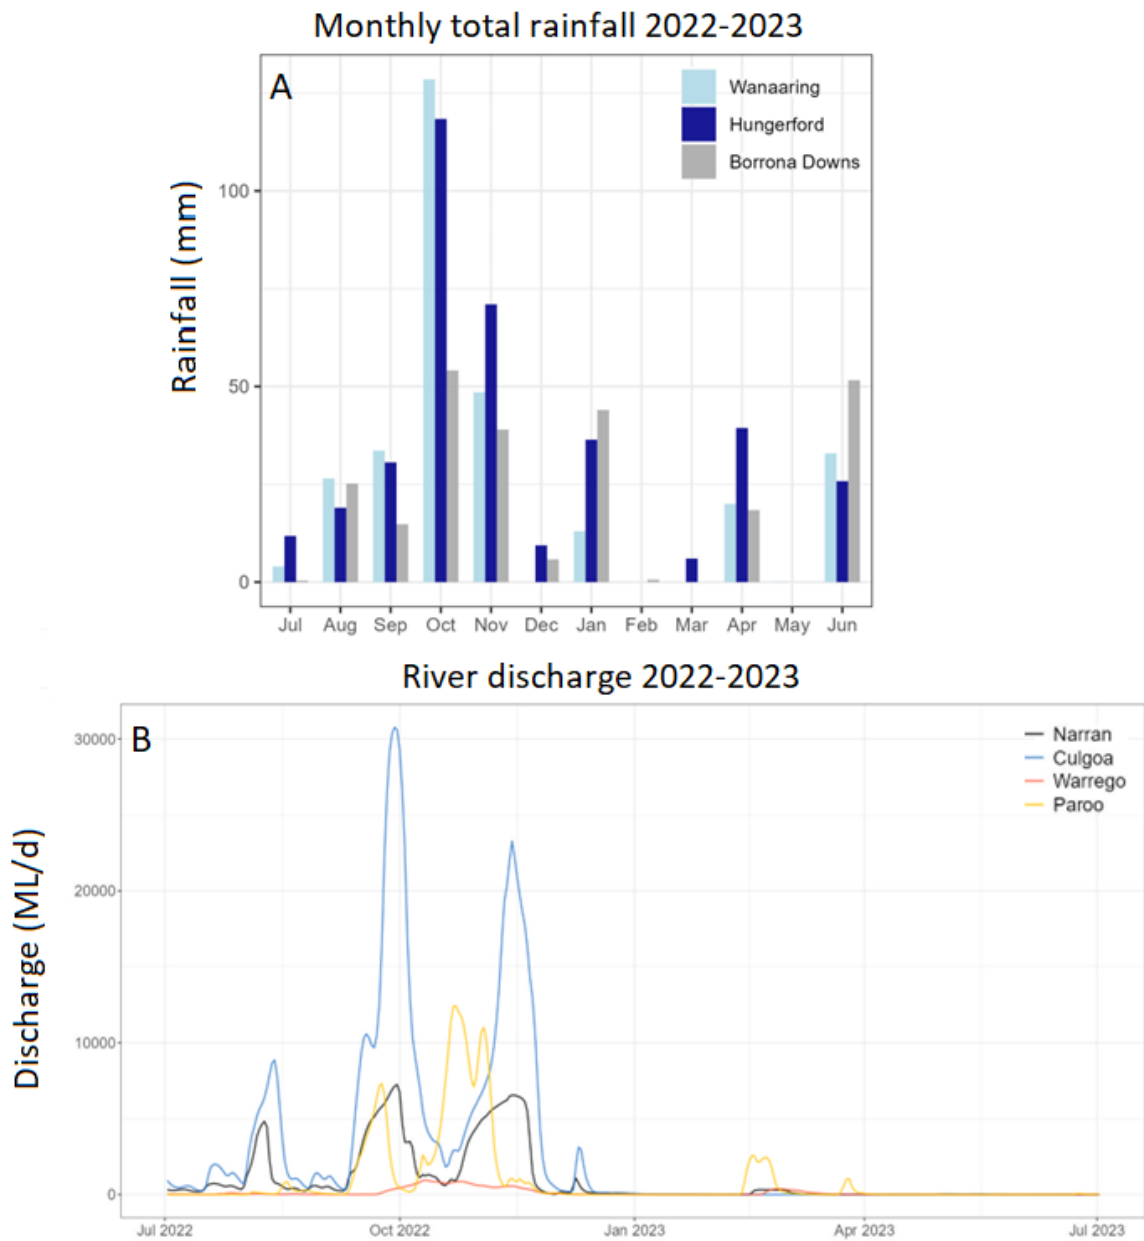 Monthly total rainfall 2022-2023
A
Wanaaring
Hungerford
Borrona Downs
Rainfall (mm)
100
50
0
Jul Aug Sep Oct Nov Dec Jan Feb Mar Apr May Jun
River discharge 2022-2023
B
Narran
Culgoa
Warrego
Paroo
Discharge (ML/d)
30000
20000
10000
0
Jul 2022 Oct 2022 Jan 2023 Apr 2023 Jul 2023